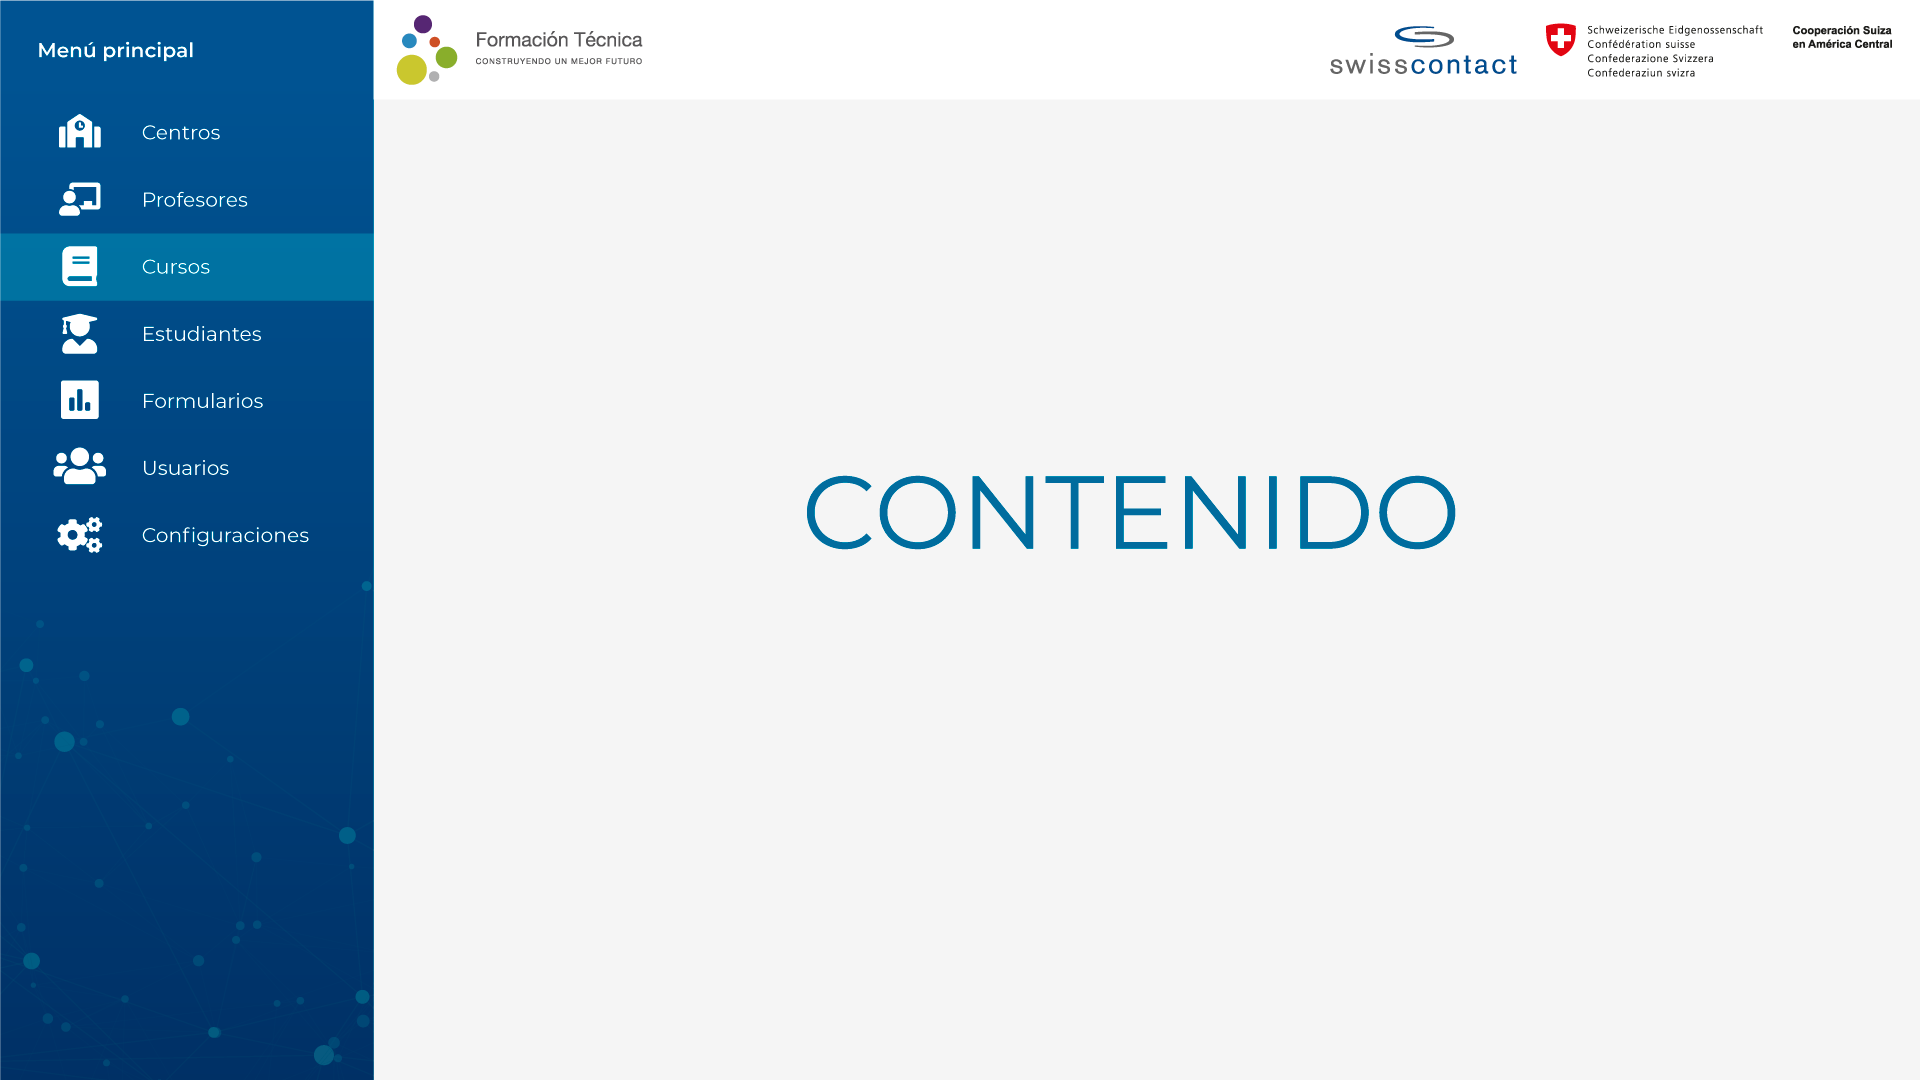 Menú principal
Centros
Profesores
Cursos
Estudiantes
Formularios
Usuarios
Configuraciones
Formación Técnica
CONSTRUYENDO UN MEJOR FUTURO
swisscontact
Schweizerische Eidgenossenschaft
Confédération suisse
Confederazione Svizzera
Confederaziun svizra
Cooperación Suiza
en América Central
CONTENIDO